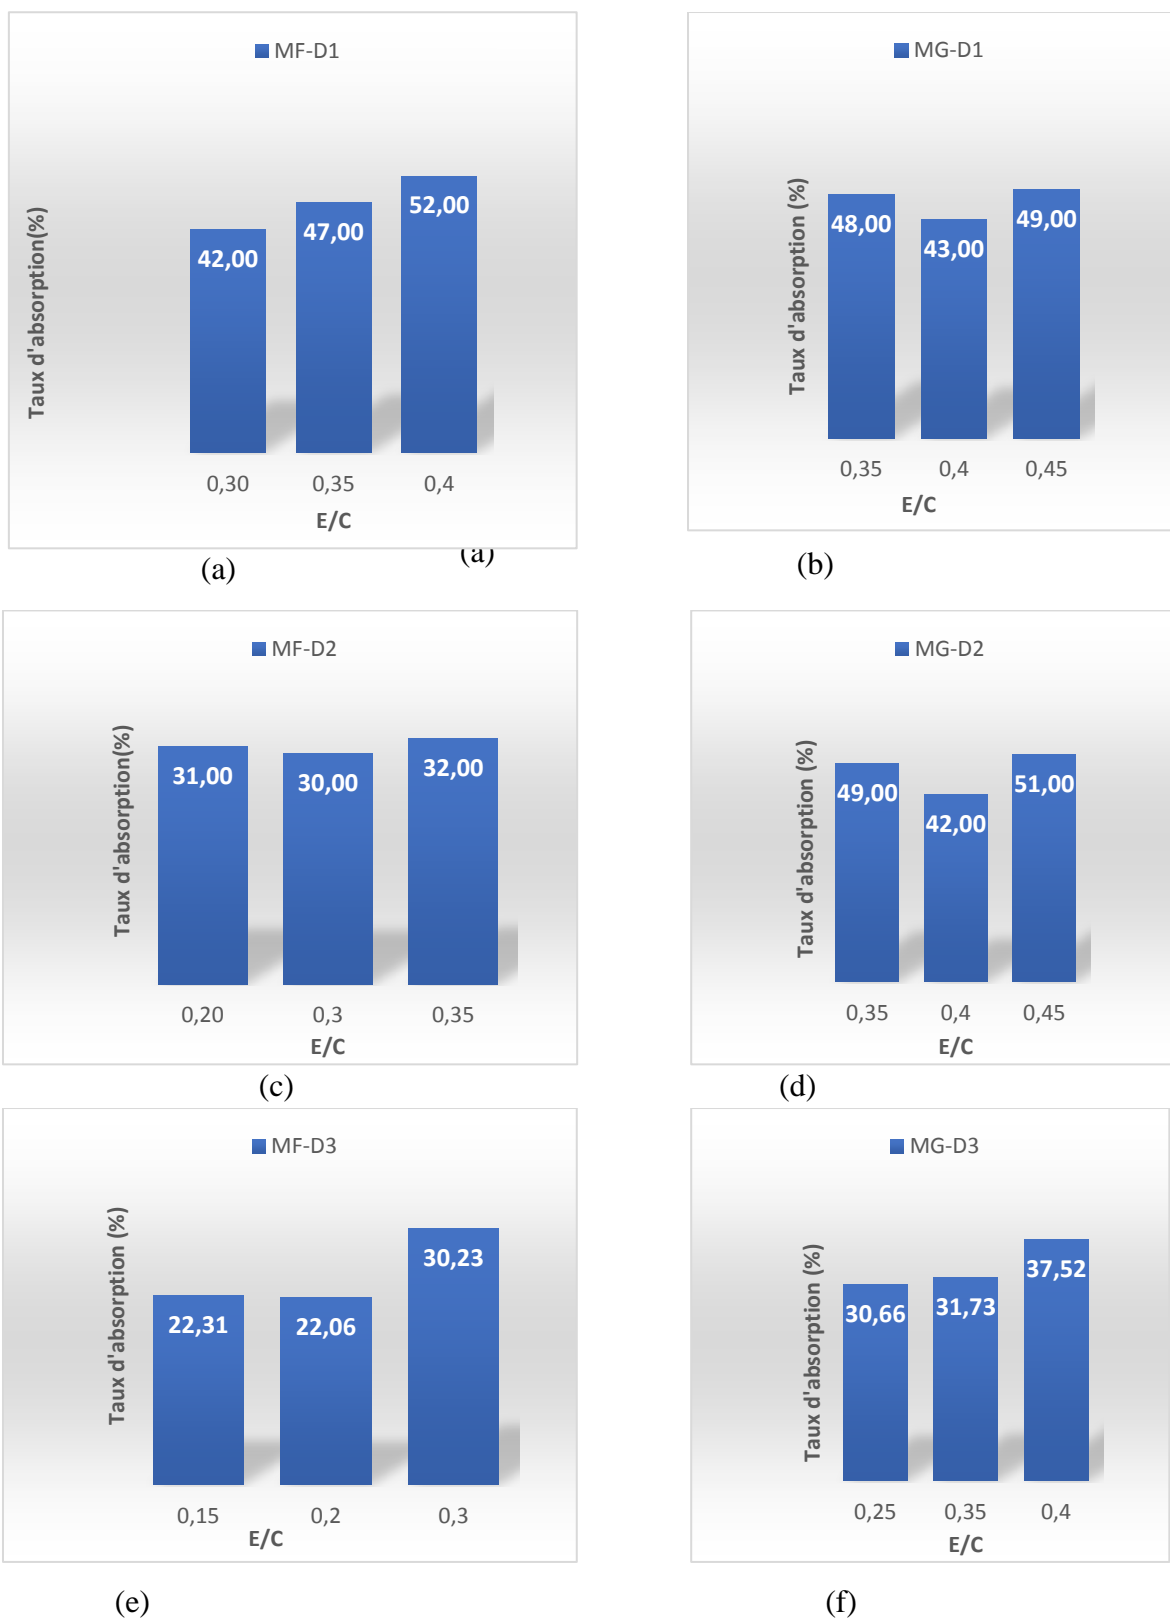 MF-D1
Taux d'absorption(%)
42,00
47,00
52,00
0,30
0,35
0,4
E/C
(a)
(a)
MG-D1
Taux d'absorption (%)
48,00
43,00
49,00
0,35
0,4
0,45
E/C
(b)
MF-D2
Taux d'absorption(%)
31,00
30,00
32,00
0,20
0,3
0,35
E/C
(c)
MG-D2
Taux d'absorption (%)
49,00
42,00
51,00
0,35
0,4
0,45
E/C
(d)
MF-D3
Taux d'absorption (%)
22,31
22,06
30,23
0,15
0,2
0,3
E/C
(e)
MG-D3
Taux d'absorption (%)
30,66
31,73
37,52
0,25
0,35
0,4
E/C
(f)